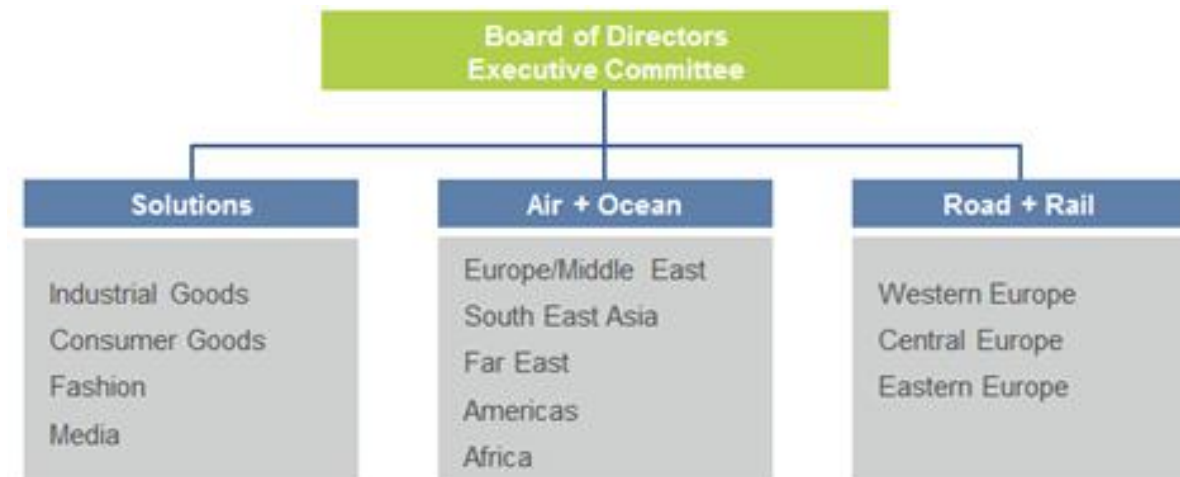 Board of Directors
Executive Committee
Solutions
Industrial Goods
Consumer Goods
Fashion
Media
Air + Ocean
Europe/Middle East
South East Asia
Far East
Americas
Africa
Road + Rail
Western Europe
Central Europe
Eastern Europe